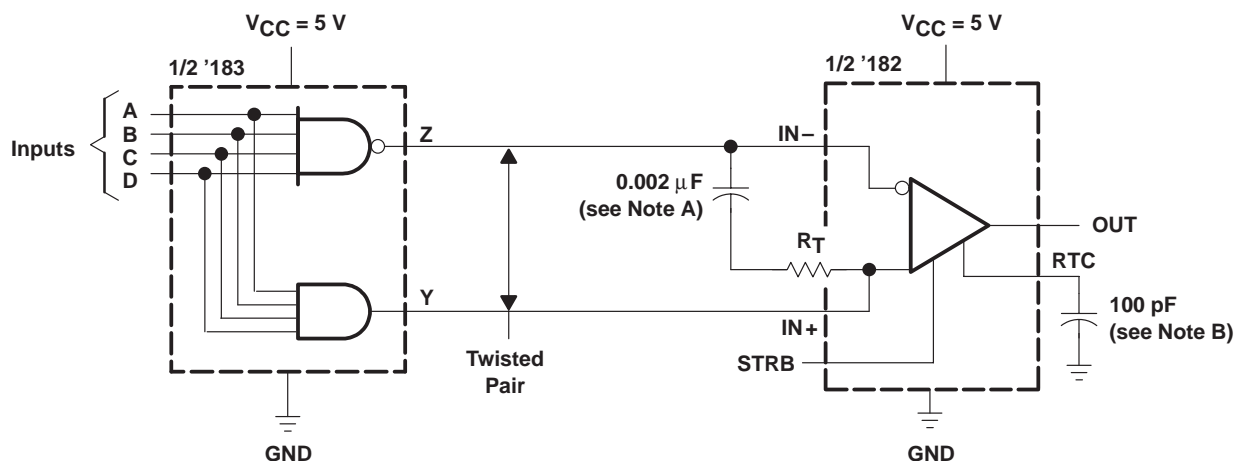 VCC = 5 V
VCC = 5 V
1/2 '183
1/2 '182
A
B
C
D
Inputs
Z
IN–
0.002 µF
(see Note A)
RT
OUT
RTC
Y
IN+
100 pF
(see Note B)
STRB
Twisted
Pair
GND
GND